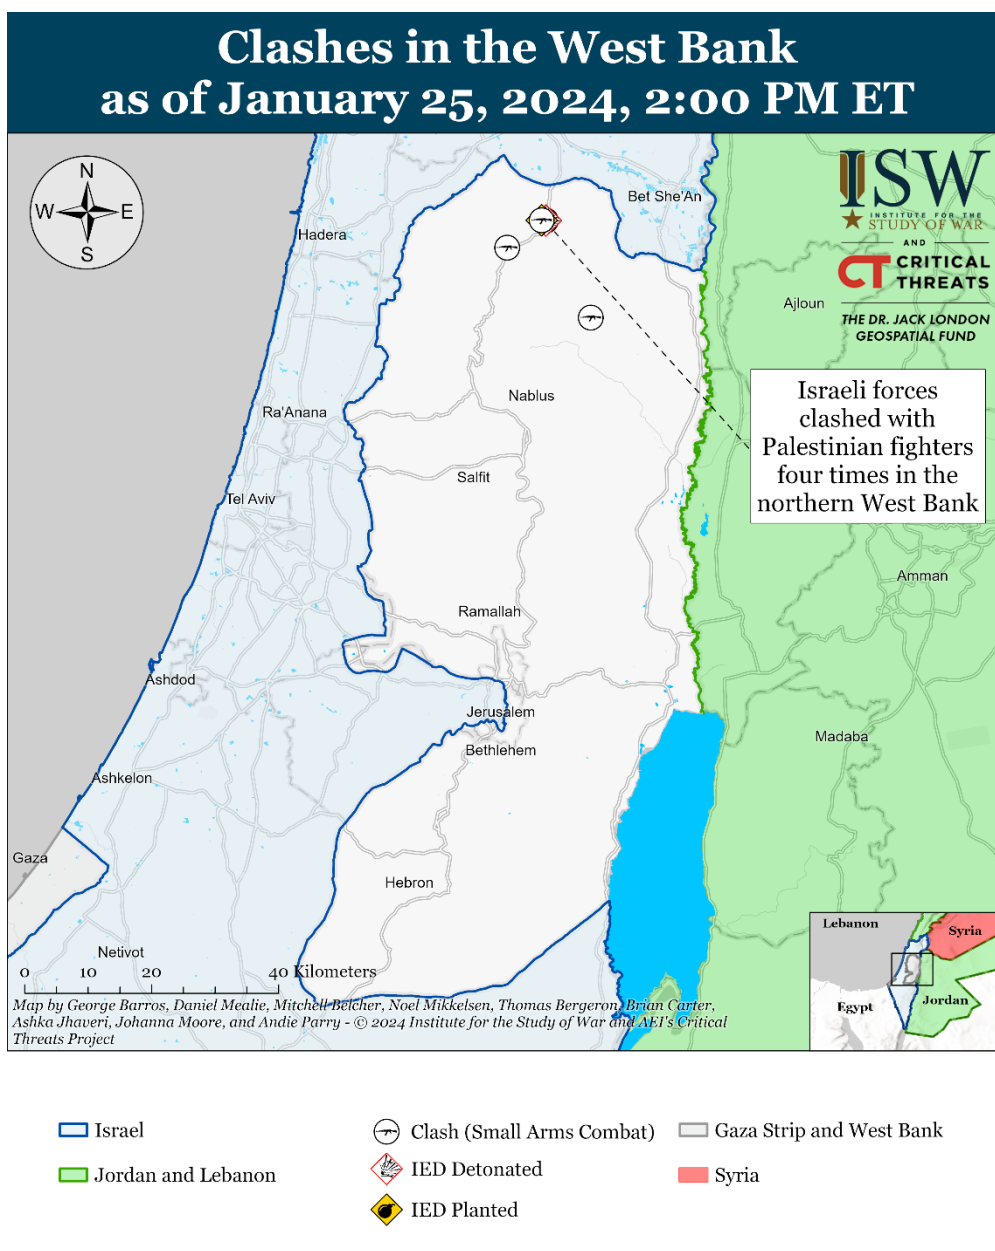 Clashes in the West Bank
as of January 25, 2024, 2:00 PM ET
N
W
E
S
ISW
INSTITUTE FOR THE
STUDY OF WAR
AND
CT CRITICAL
THREATS
THE DR. JACK LONDON
GEOSPATIAL FUND
Bet She'An
Hadera
Ajloun
Israeli forces
clashed with
Palestinian fighters
four times in the
northern West Bank
Nablus
Ra'Anana
Salfit
Tel Aviv
Amman
Ramallah
Ashdod
Jerusalem
Madaba
Bethlehem
Ashkelon
Gaza
Hebron
Netivot
0 10 20 40 Kilometers
Lebanon
Syria
Egypt
Jordan
Map by George Barros, Daniel Mealie, Mitchell Belcher, Noel Mikkelsen, Thomas Bergeron, Brian Carter,
Ashka Jhaveri, Johanna Moore, and Andie Parry - © 2024 Institute for the Study of War and AEI's Critical
Threats Project
Israel
Clash (Small Arms Combat)
Gaza Strip and West Bank
Jordan and Lebanon
IED Detonated
Syria
IED Planted